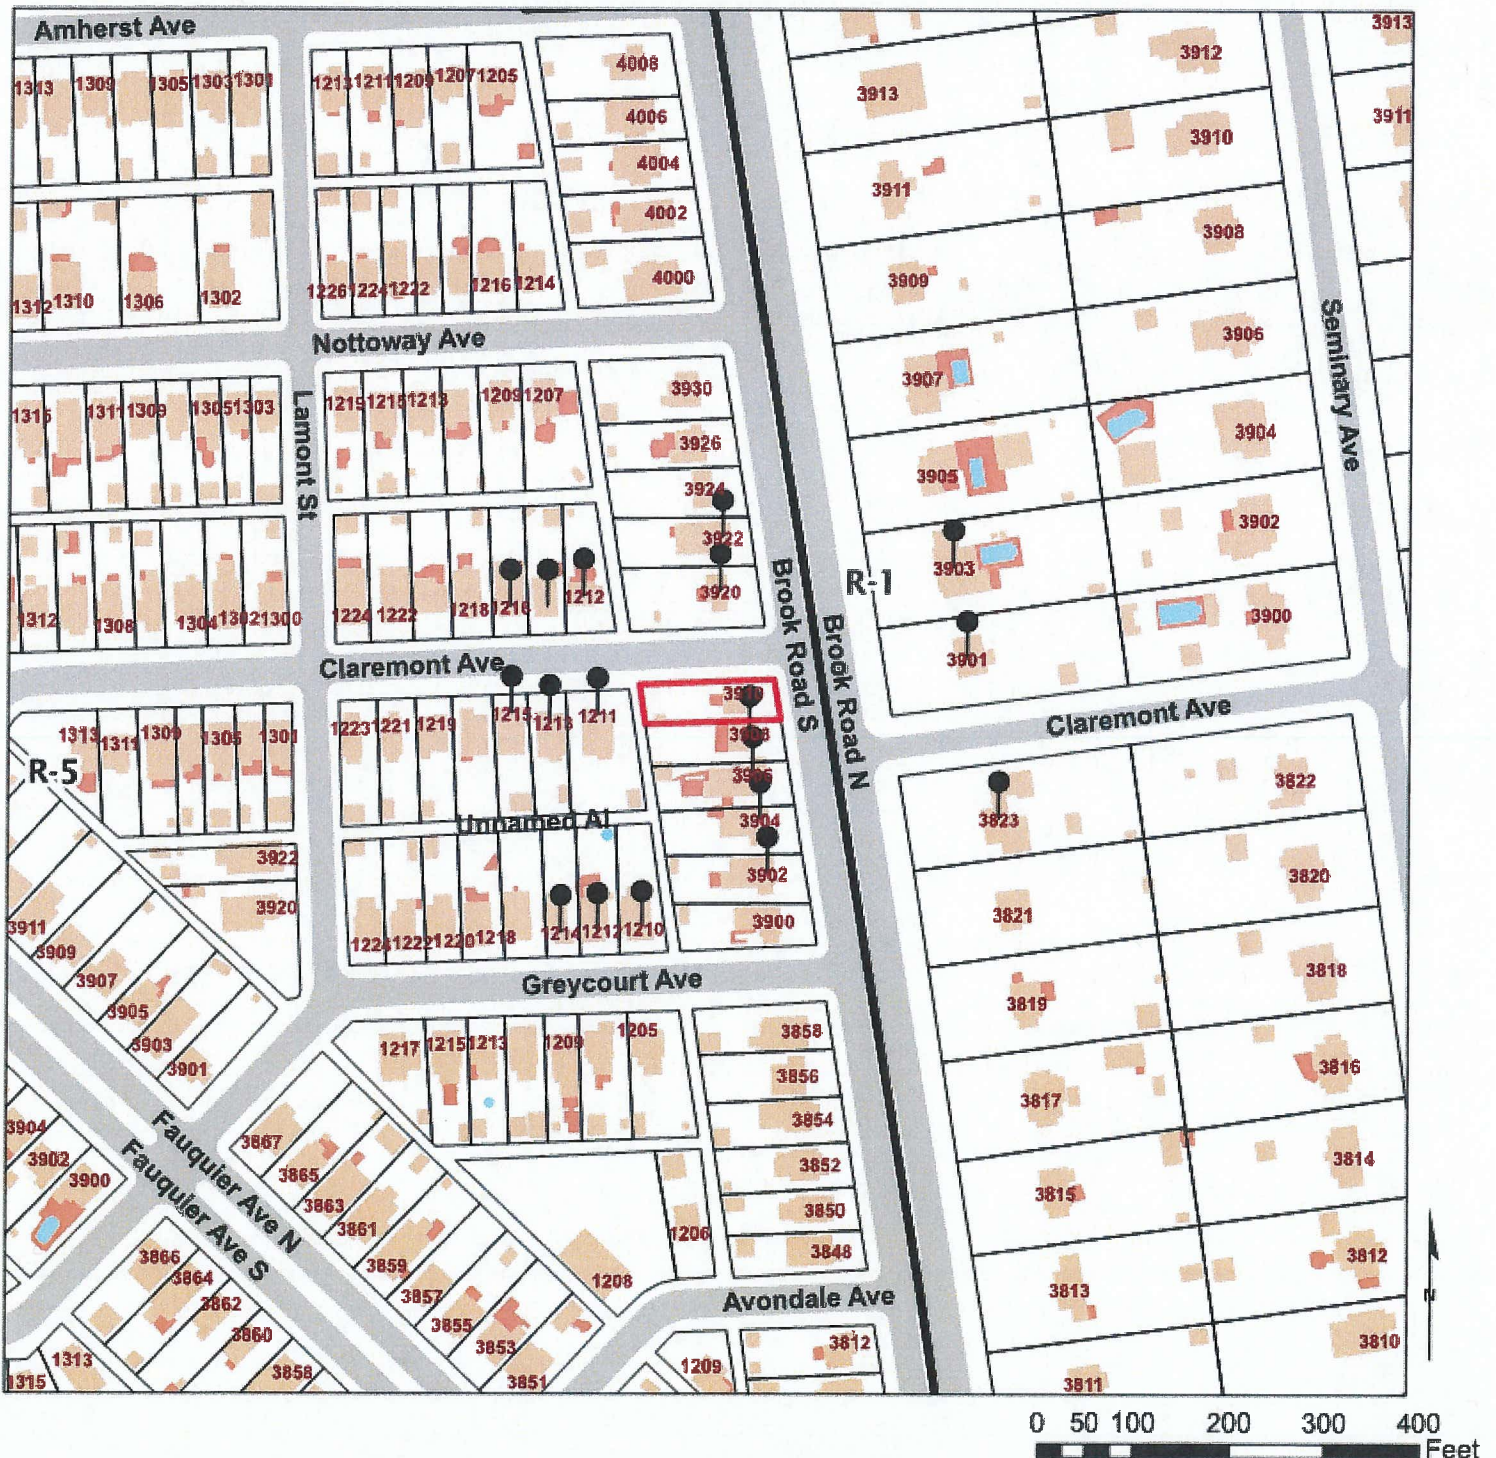 Amherst Ave
1313 1309 1305 1303 1301
1213 1211 1209 1207 1205
4008
4006
4004
4002
4000
3913
3912
3913
3911
3910
3911
3908
3909
3906
3907
3904
3905
3902
3903
3900
3901
1312 1310 1306 1302
1226 1224 1222 1216 1214
Nottoway Ave
Seminary Ave
1315 1311 1309 1305 1303
Lamont St
1219 1215 1213 1209 1207
3930
3926
3924
3922
3920
1312 1308 1304 1302 1300
1224 1222 1218 1216 1212
Brook Road S
Brook Road N
R-1
Claremont Ave
Claremont Ave
1313 1311 1309 1305 1301
1223 1221 1219 1215 1213 1211
3910
3908
3906
3904
3902
3900
R-5
Unnamed Al
3922
3920
1224 1222 1220 1218 1214 1212 1210
3823
3822
3821
3820
3819
3818
3817
3816
3815
3814
3813
3812
3811
3810
3911
3909
3907
3905
3903
3901
Greycourt Ave
1217 1215 1213 1209 1205
3858
3856
3854
3852
3850
3848
3904
3902
3900
Fauquier Ave N
Fauquier Ave S
3867
3865
3863
3861
3859
3857
3855
3853
3851
1206
1208
Avondale Ave
3866
3864
3862
3860
3858
1313
1315
1209
3812
N
0 50 100 200 300 400
Feet